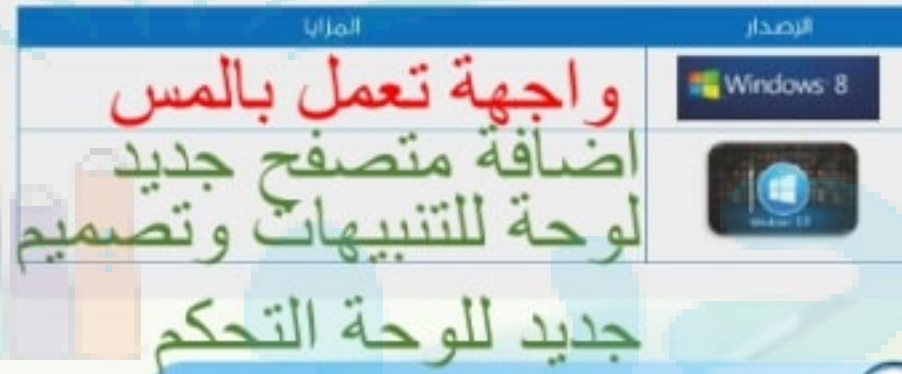 الإصدار المزايا
Windows 8 واجهة تعمل بالمس
اضافة متصفح جديد
لوحة للتنبيهات وتصميم
جديد للوحة التحكم